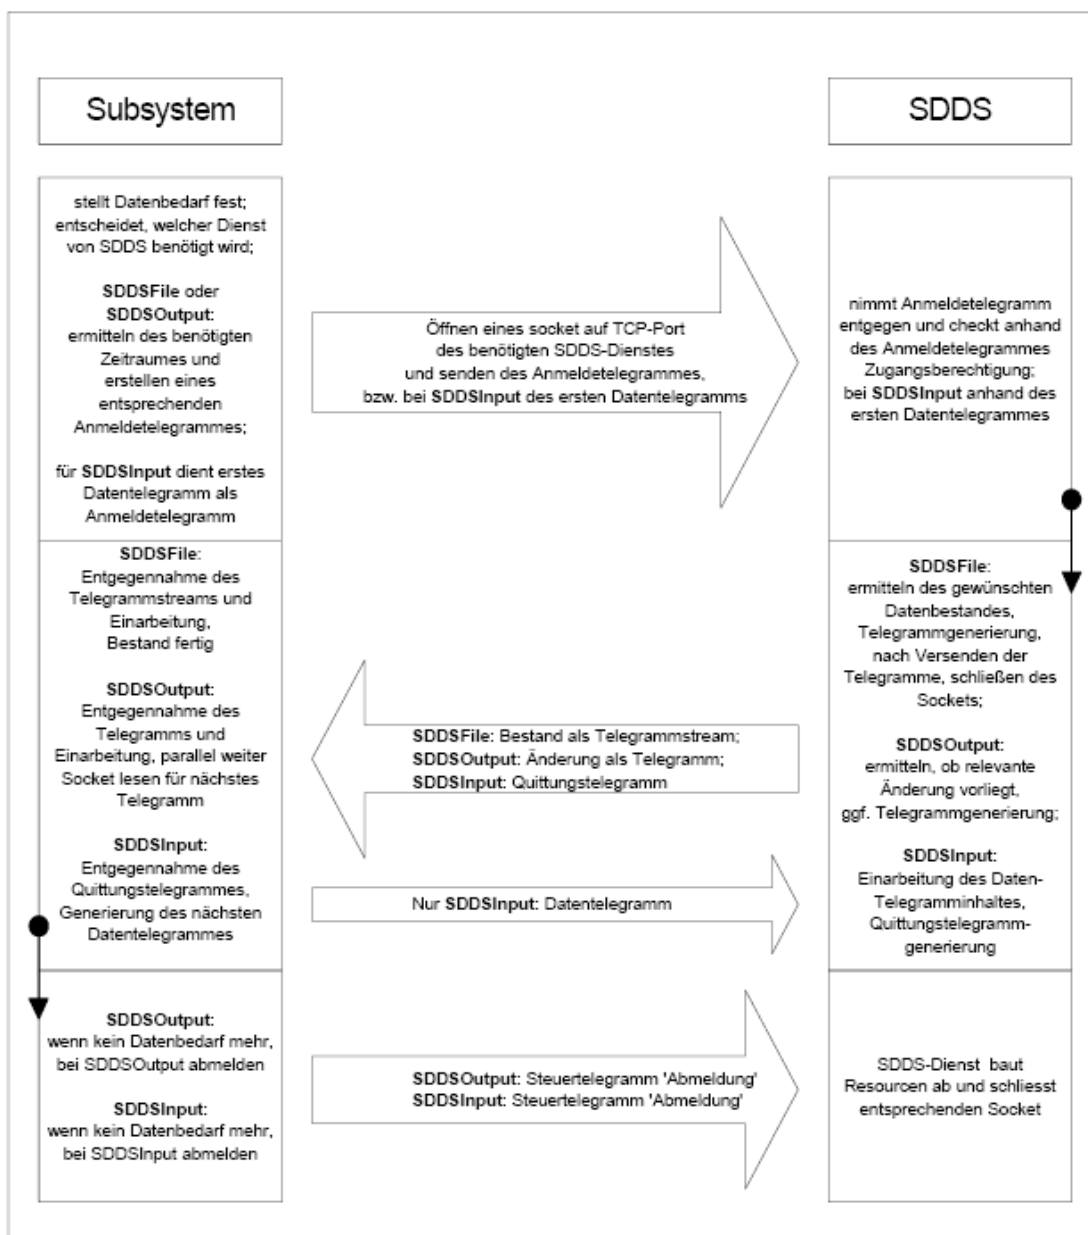 Subsystem
SDDS
stellt Datenbedarf fest;
entscheidet, welcher Dienst
von SDDS benötigt wird;
SDDSFile oder
SDDSOutput:
ermitteln des benötigten
Zeitraumes und
erstellen eines
entsprechenden
Anmeldetelegrammes;
für SDDSInput dient erstes
Datentelegramm als
Anmeldetelegramm
Öffnen eines socket auf TCP-Port
des benötigten SDDS-Dienstes
und senden des Anmeldetelegrammes,
bzw. bei SDDSInput des ersten Datentelegramms
nimmt Anmeldetelegramm
entgegen und checkt anhand
des Anmeldetelegrammes
Zugangsberechtigung;
bei SDDSInput anhand des
ersten Datentelegrammes
SDDSFile:
Entgegennahme des
Telegrammstreams und
Einarbeitung,
Bestand fertig
SDDSOutput:
Entgegennahme des
Telegramms und
Einarbeitung, parallel weiter
Socket lesen für nächstes
Telegramm
SDDSInput:
Entgegennahme des
Quittungstelegrammes,
Generierung des nächsten
Datentelegrammes
SDDSFile: Bestand als Telegrammstream;
SDDSOutput: Änderung als Telegramm;
SDDSInput: Quittungstelegramm
Nur SDDSInput: Datentelegramm
SDDSFile:
ermitteln des gewünschten
Datenbestandes,
Telegrammgenerierung,
nach Versenden der
Telegramme, schließen des
Sockets;
SDDSOutput:
ermitteln, ob relevante
Änderung vorliegt,
ggf. Telegrammgenerierung;
SDDSInput:
Einarbeitung des Daten-
Telegramminhaltes,
Quittungstelegramm-
generierung
SDDSOutput:
wenn kein Datenbedarf mehr,
bei SDDSOutput abmelden
SDDSInput:
wenn kein Datenbedarf mehr,
bei SDDSInput abmelden
SDDSOutput: Steuertelegramm 'Abmeldung'
SDDSInput: Steuertelegramm 'Abmeldung'
SDDS-Dienst baut
Resourcen ab und schliesst
entsprechenden Socket